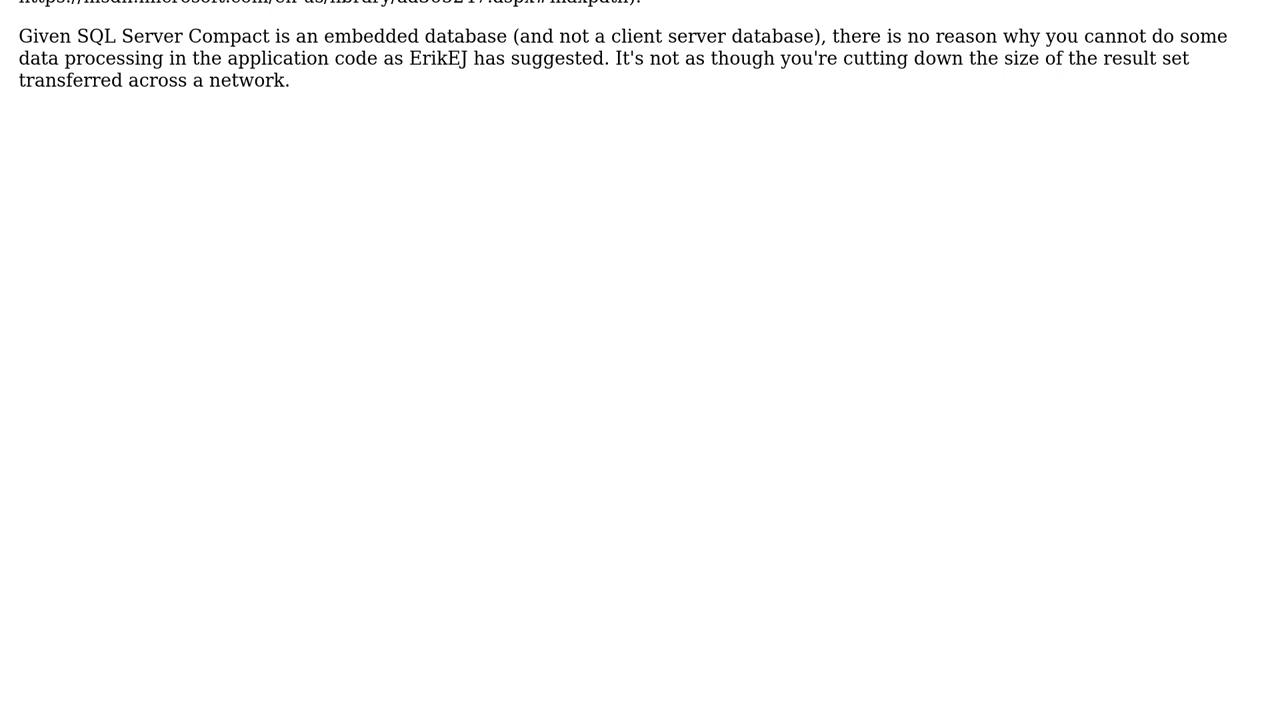 Given SQL Server Compact is an embedded database (and not a client server database), there is no reason why you cannot do some
data processing in the application code as ErikEJ has suggested. It's not as though you're cutting down the size of the result set
transferred across a network.